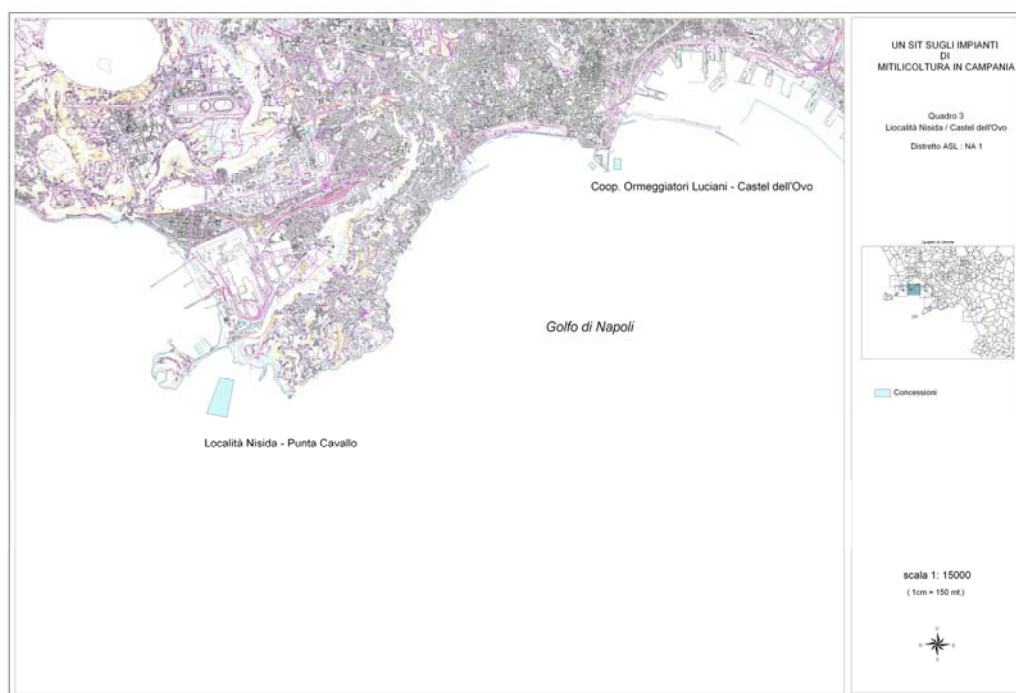 UN SIT SUGLI IMPIANTI
DI
MITILICOLTURA IN CAMPANIA
Quadro 3
Liocalità Nisida / Castel dell'Ovo
Distretto ASL : NA 1
Coop. Ormeggiatori Luciani - Castel dell'Ovo
Golfo di Napoli
Località Nisida - Punta Cavallo
Concessioni
scala 1: 15000
( 1cm = 150 mt.)